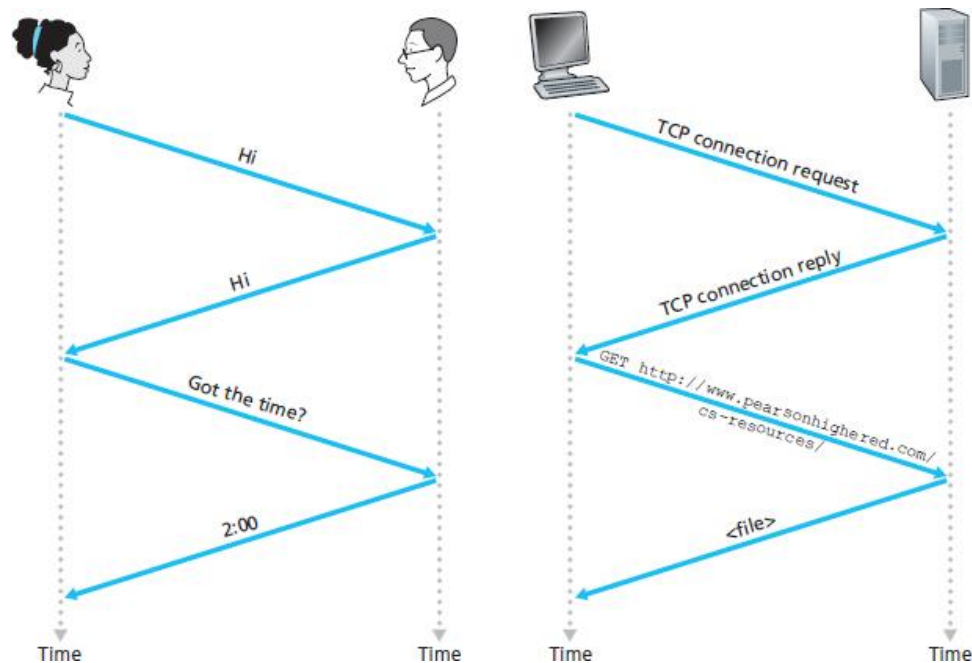 Hi
Hi
Got the time?
2:00
Time
Time
TCP connection request
TCP connection reply
GET http://www.pearsonhighered.com/
cs-resources/
<file>
Time
Time